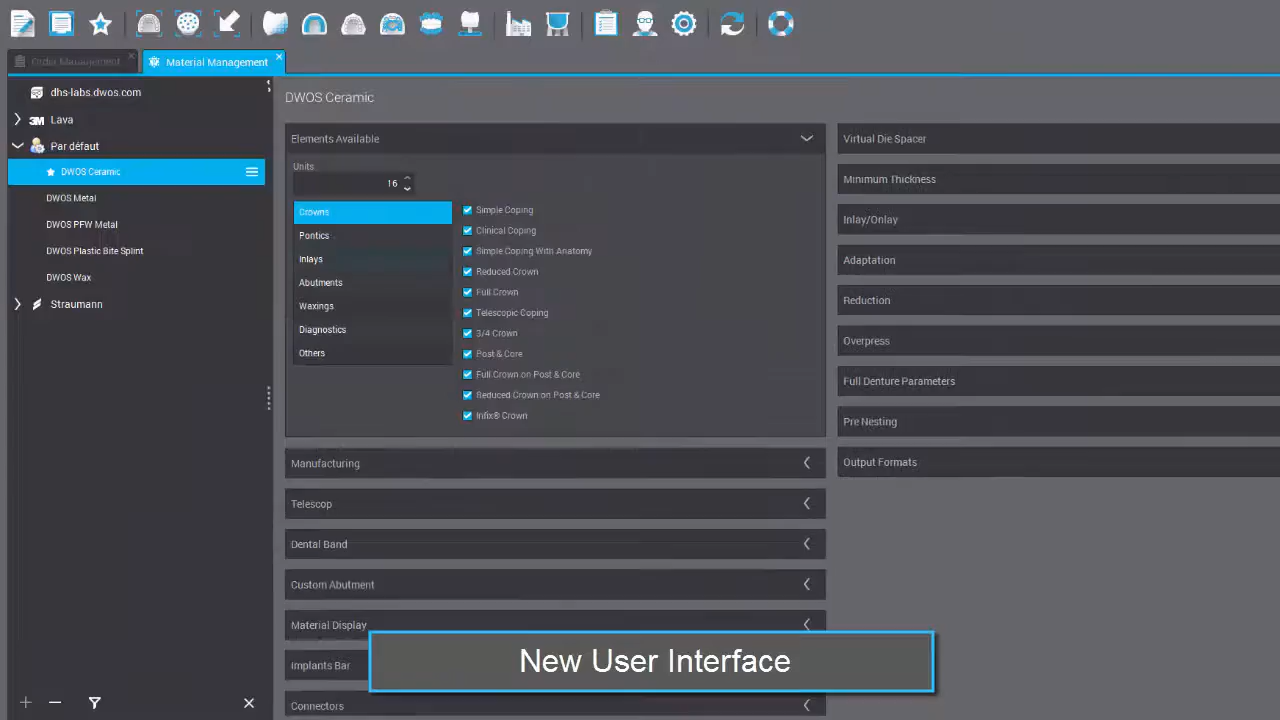 Order Management
Material Management
dhs-labs.dwos.com
3M Lava
Par défaut
DWOS Ceramic
DWOS Metal
DWOS PFW Metal
DWOS Plastic Bite Splint
DWOS Wax
Straumann
DWOS Ceramic
Elements Available
Units
16
Crowns
Pontics
Inlays
Abutments
Waxings
Diagnostics
Others
Simple Coping
Clinical Coping
Simple Coping With Anatomy
Reduced Crown
Full Crown
Telescopic Coping
3/4 Crown
Post & Core
Full Crown on Post & Core
Reduced Crown on Post & Core
Infix® Crown
Manufacturing
Telescop
Dental Band
Custom Abutment
Material Display
Implants Bar
Connectors
Virtual Die Spacer
Minimum Thickness
Inlay/Onlay
Adaptation
Reduction
Overpress
Full Denture Parameters
Pre Nesting
Output Formats
New User Interface